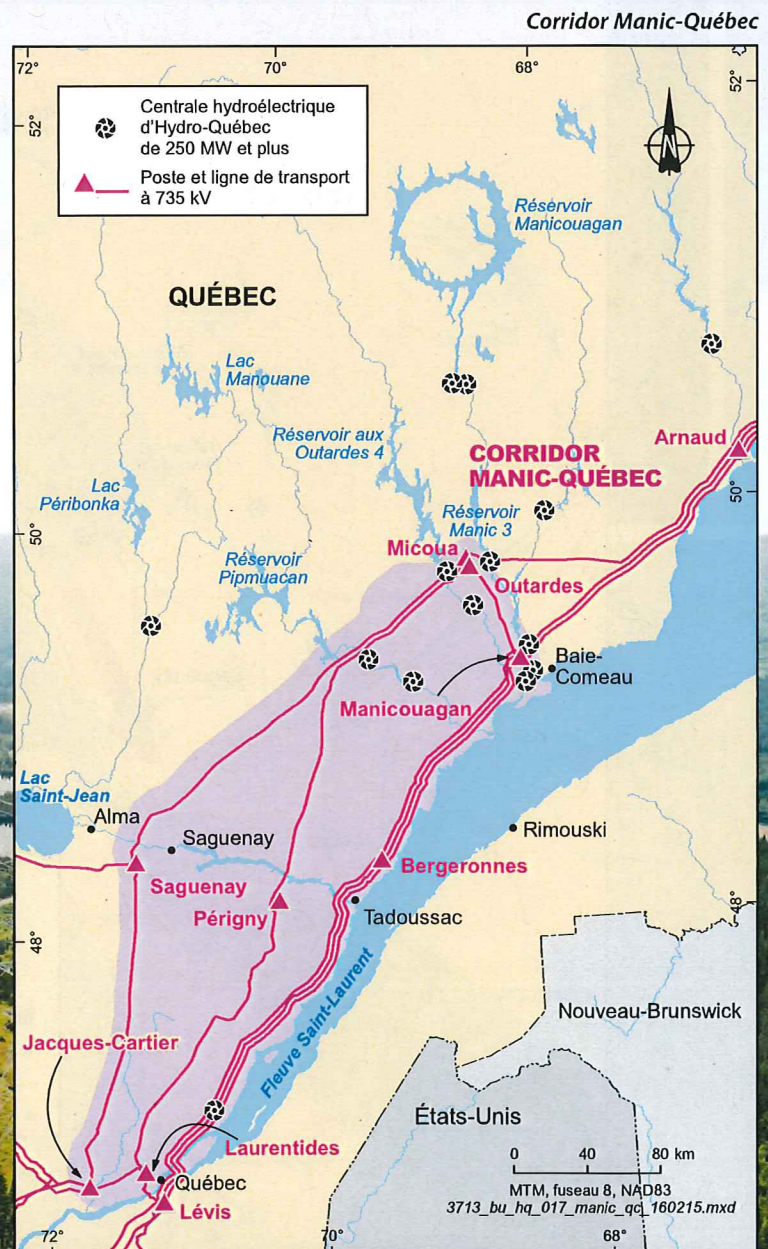 Corridor Manic-Québec
72°
70°
68°
52°
52°
Centrale hydroélectrique
d'Hydro-Québec
de 250 MW et plus
Poste et ligne de transport
à 735 kV
N
Réservoir
Manicouagan
QUÉBEC
Lac
Manouane
Réservoir aux
Outardes 4
Arnaud
CORRIDOR
MANIC-QUÉBEC
Lac
Péribonka
50°
Réservoir
Manic 3
50°
Micoua
Réservoir
Pipmuacan
Outardes
Baie-
Comeau
Manicouagan
Lac
Saint-Jean
Alma
Saguenay
Rimouski
Bergeronnes
Saguenay
Périgny
48°
Tadoussac
48°
Fleuve Saint-Laurent
Nouveau-Brunswick
Jacques-Cartier
États-Unis
Laurentides
0 40 80 km
Québec
MTM, fuseau 8, NAD83
3713_bu_hq_017_manic_qc_160215.mxd
Lévis
72°
70°
68°